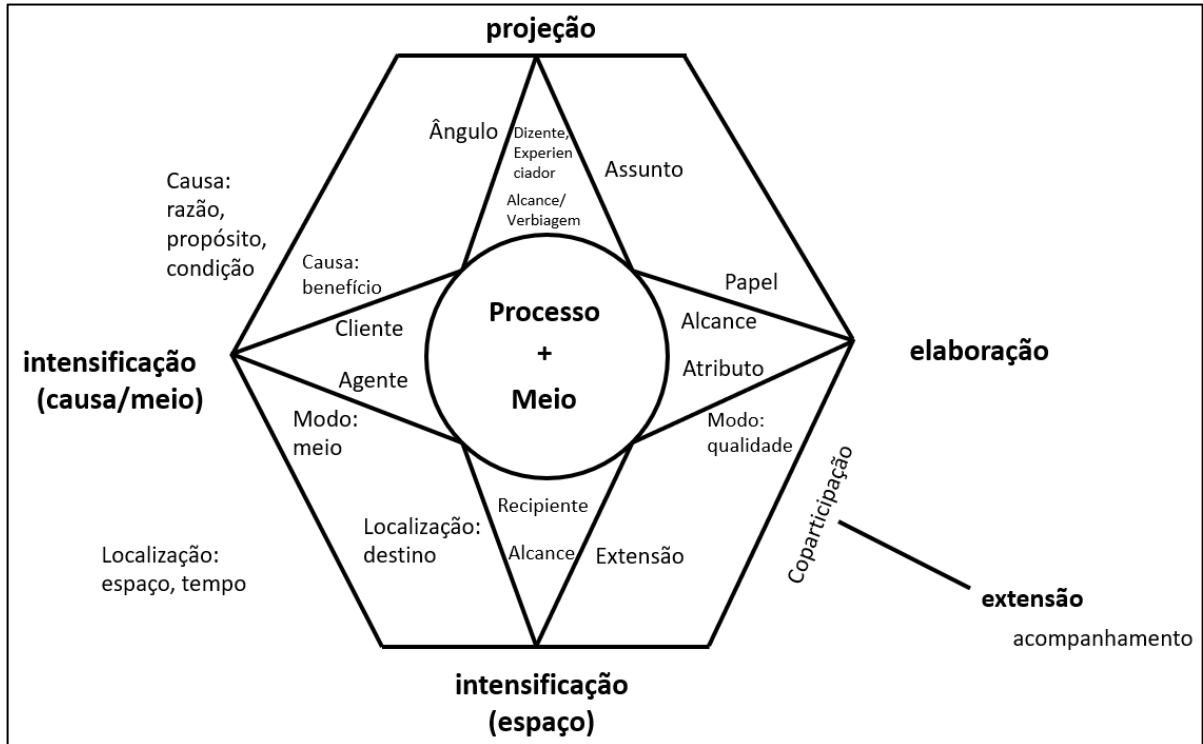 projeção
Ângulo
Dizente,
Experien
ciador
Alcance/
Verbiagem
Assunto
Causa:
razão,
propósito,
condição
Causa:
benefício
Papel
Cliente
Processo
+
Meio
Alcance
intensificação
(causa/meio)
elaboração
Agente
Atributo
Modo:
meio
Modo:
qualidade
Coparticipação
Recipiente
Localização:
destino
Alcance
Extensão
Localização:
espaço, tempo
extensão
acompanhamento
intensificação
(espaço)